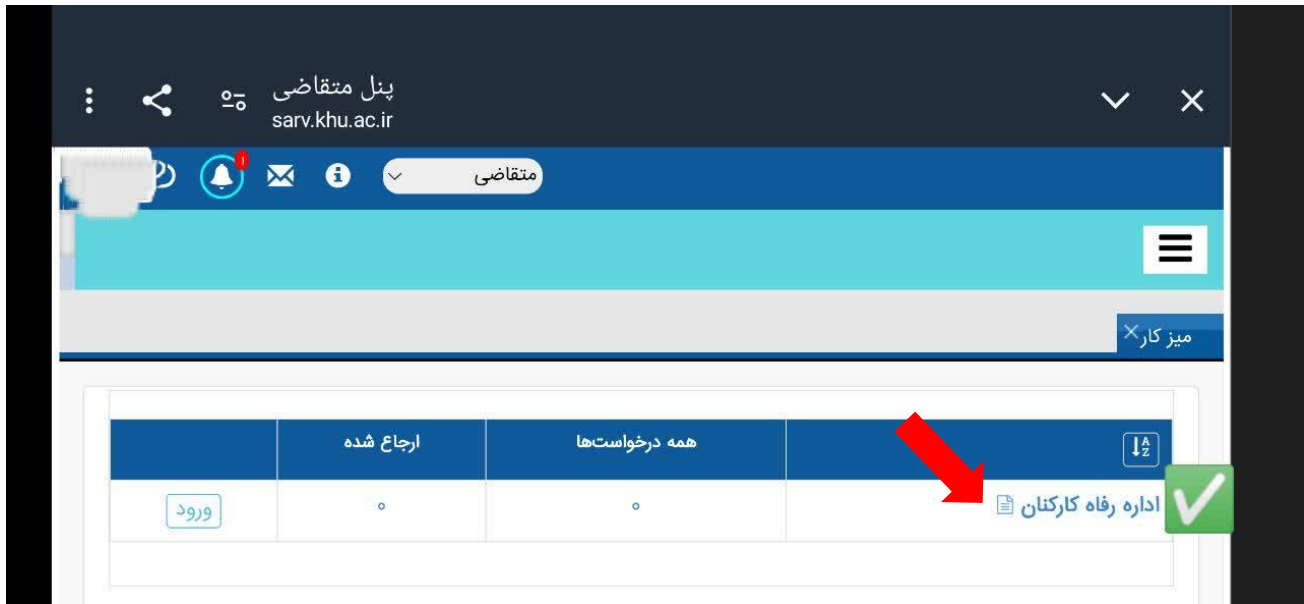 پنل متقاضی
sarv.khu.ac.ir
متقاضی
۱
میز کار
همه درخواست‌ها
ارجاع شده
اداره رفاه کارکنان
۰
۰
ورود